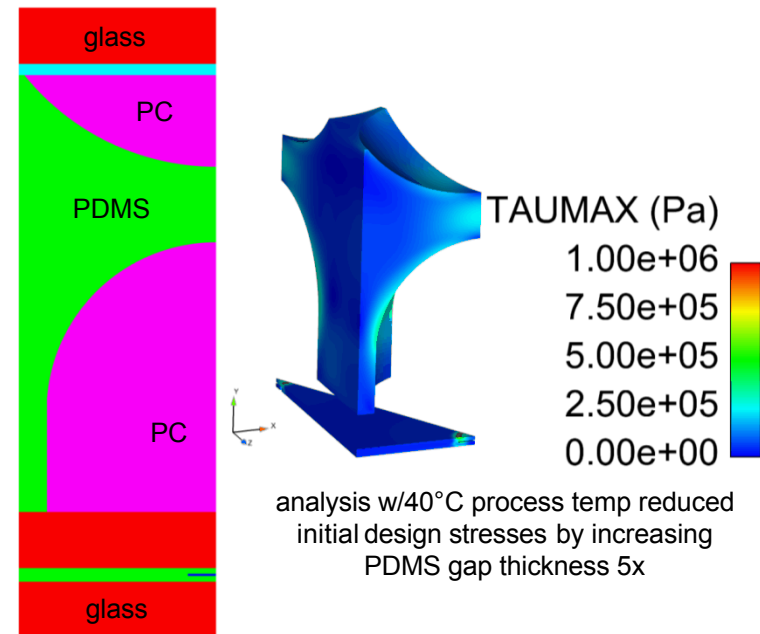 glass
PC
PDMS
PC
glass
TAUMAX (Pa)
1.00e+06
7.50e+05
5.00e+05
2.50e+05
0.00e+00
Y
X
Z
analysis w/40°C process temp reduced
initial design stresses by increasing
PDMS gap thickness 5x